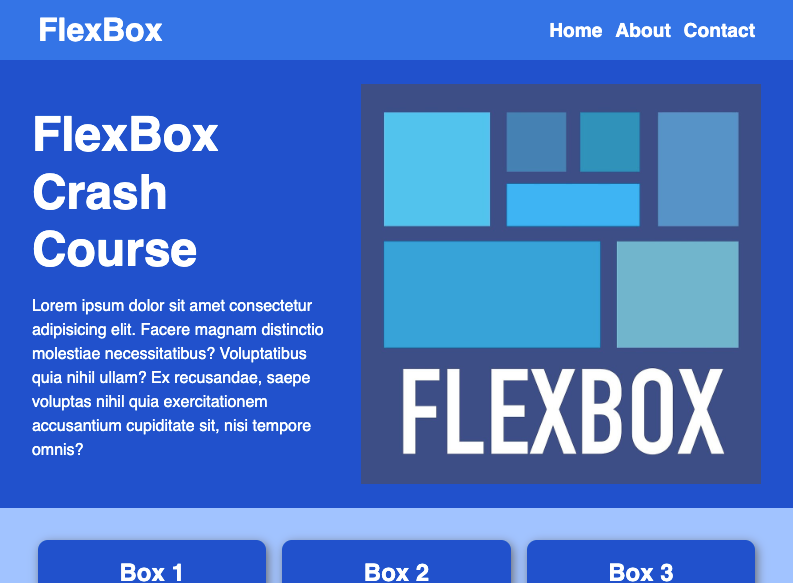 FlexBox
Home About Contact
FlexBox
Crash
Course
Lorem ipsum dolor sit amet consectetur
adipisicing elit. Facere magnam distinctio
molestiae necessitatibus? Voluptatibus
quia nihil ullam? Ex recusandae, saepe
voluptas nihil quia exercitationem
accusantium cupiditate sit, nisi tempore
omnis?
FLEXBOX
Box 1
Box 2
Box 3